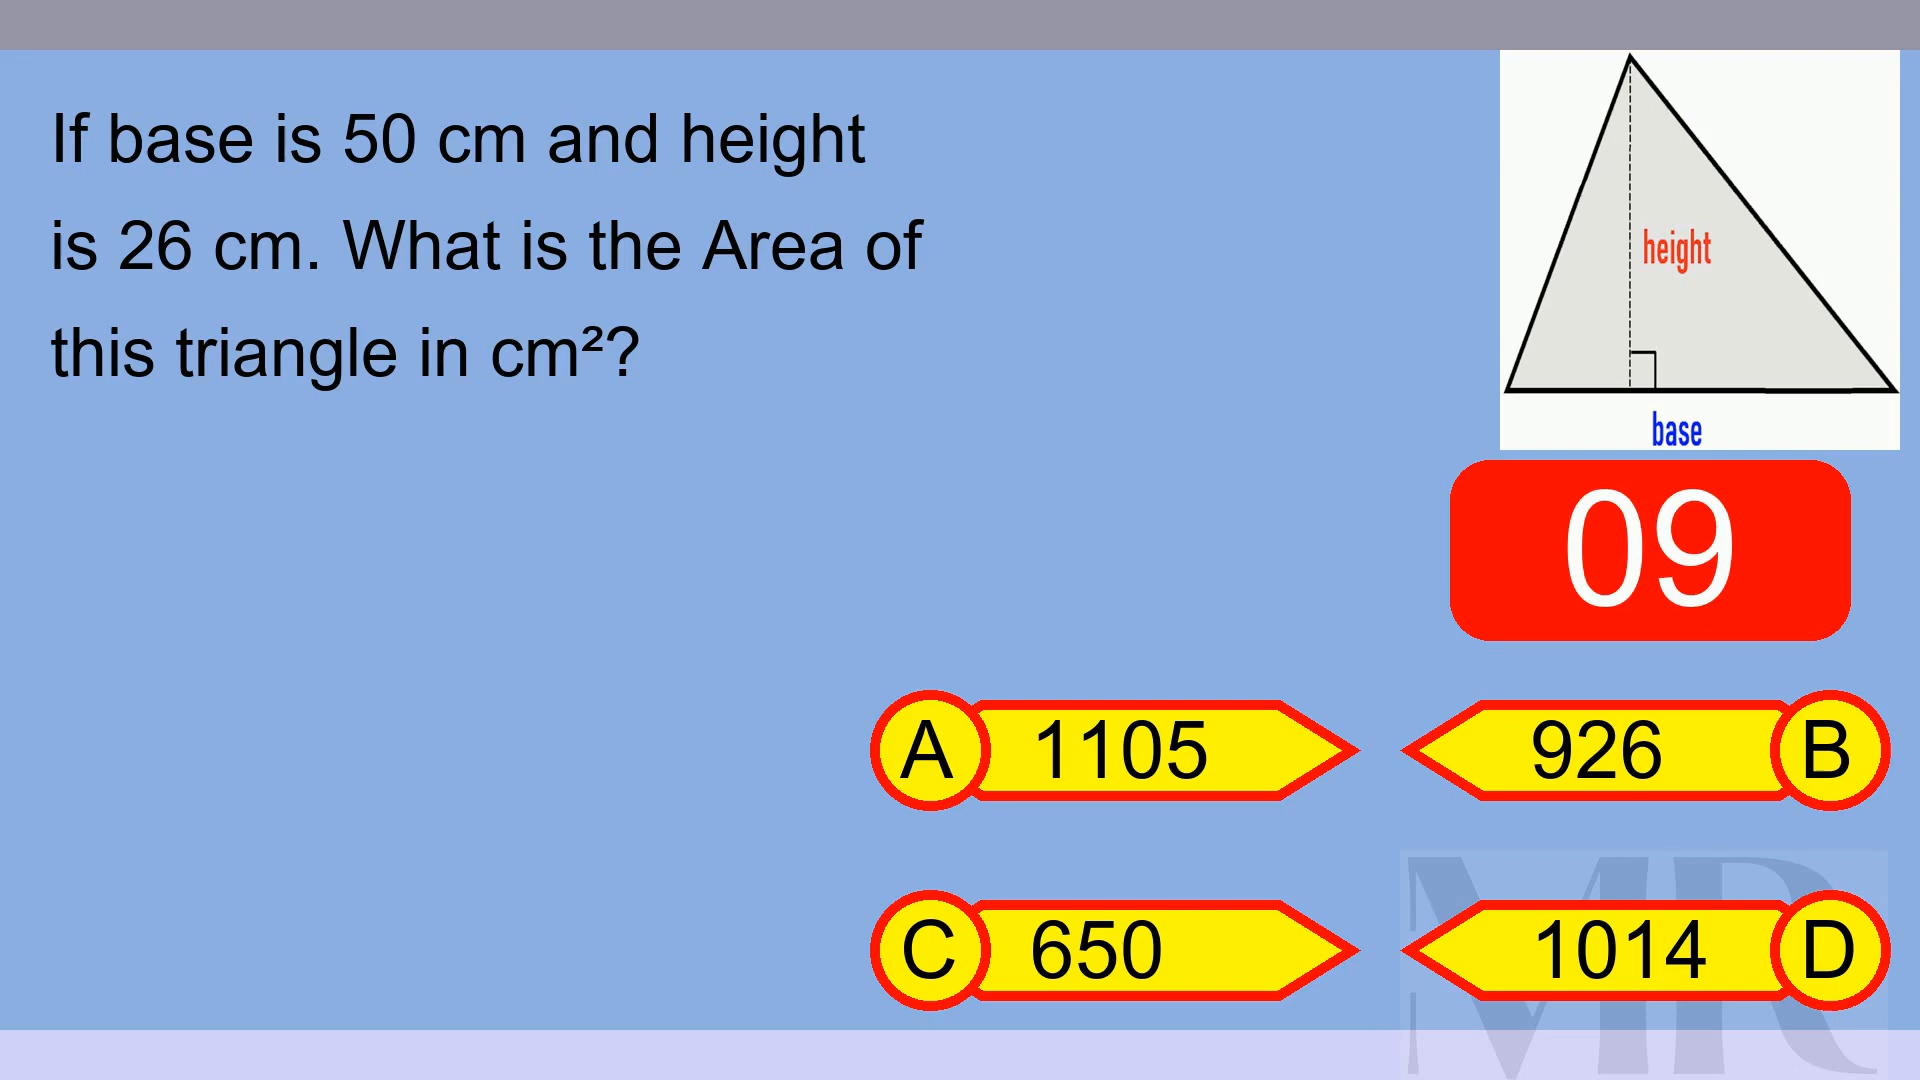 If base is 50 cm and height
is 26 cm. What is the Area of
this triangle in cm²?
height
base
09
A 1105
926 B
C 650
1014 D
MR